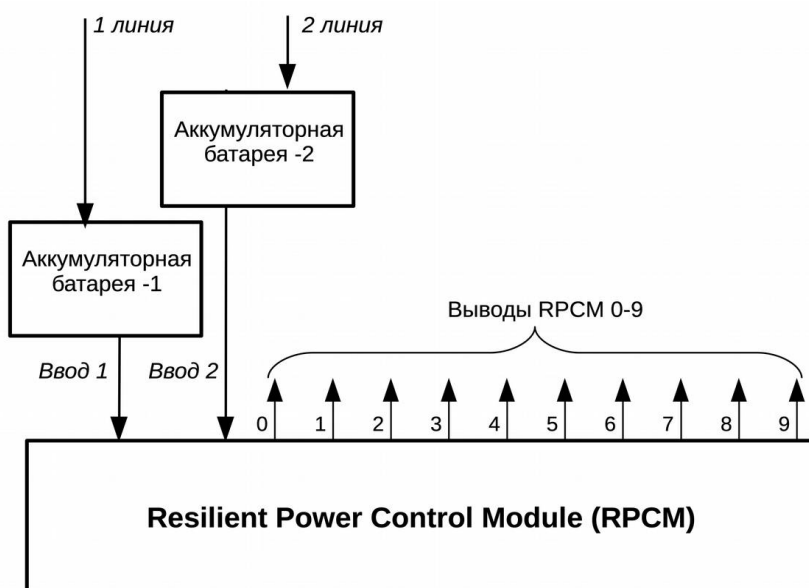 1 линия
2 линия
Аккумуляторная
батарея -2
Аккумуляторная
батарея -1
Выводы RPCM 0-9
Ввод 1
Ввод 2
0 1 2 3 4 5 6 7 8 9
Resilient Power Control Module (RPCM)